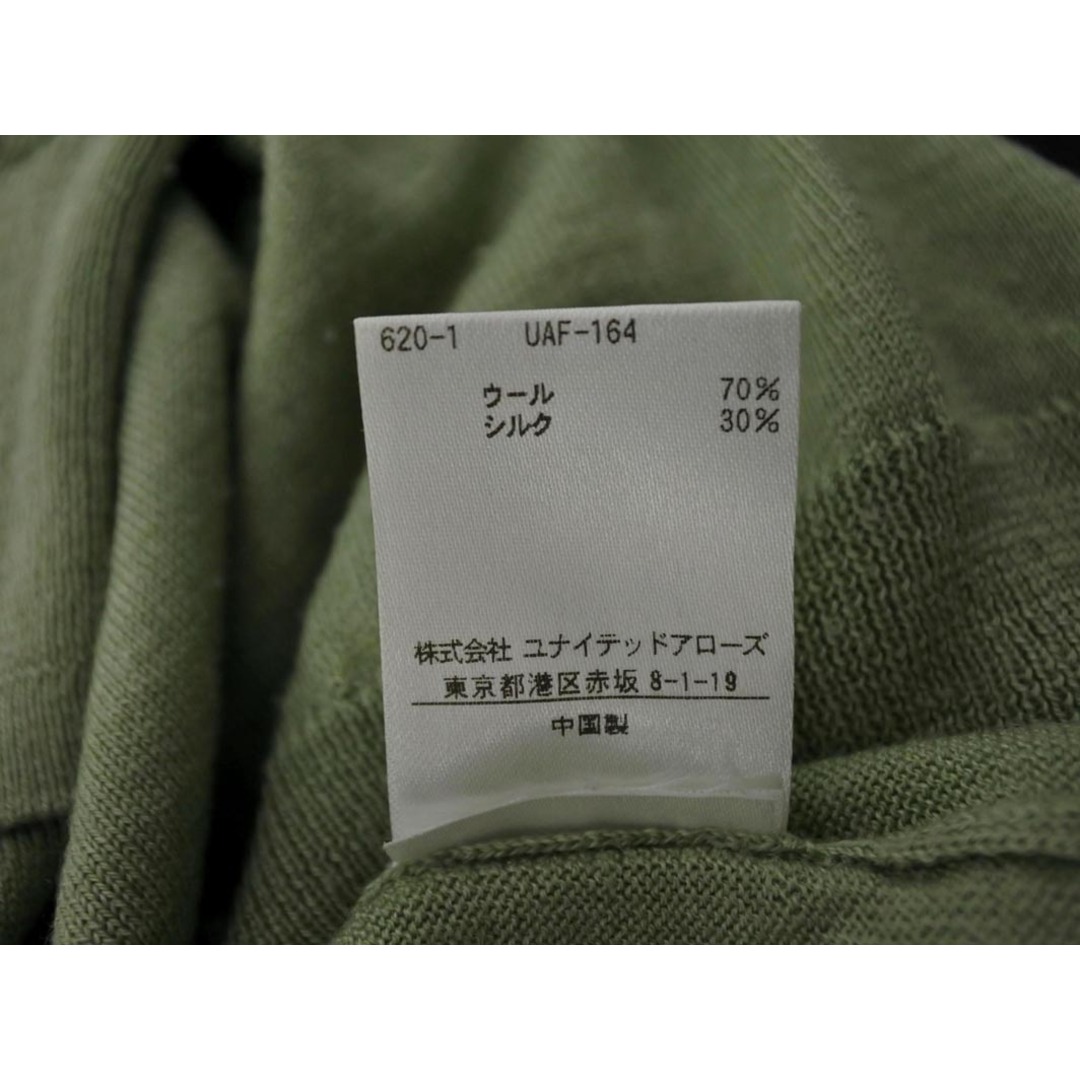 620-1 UAF-164
ウール 70%
シルク 30%
株式会社 ユナイテッドアローズ
東京都港区赤坂 8-1-19
中国製